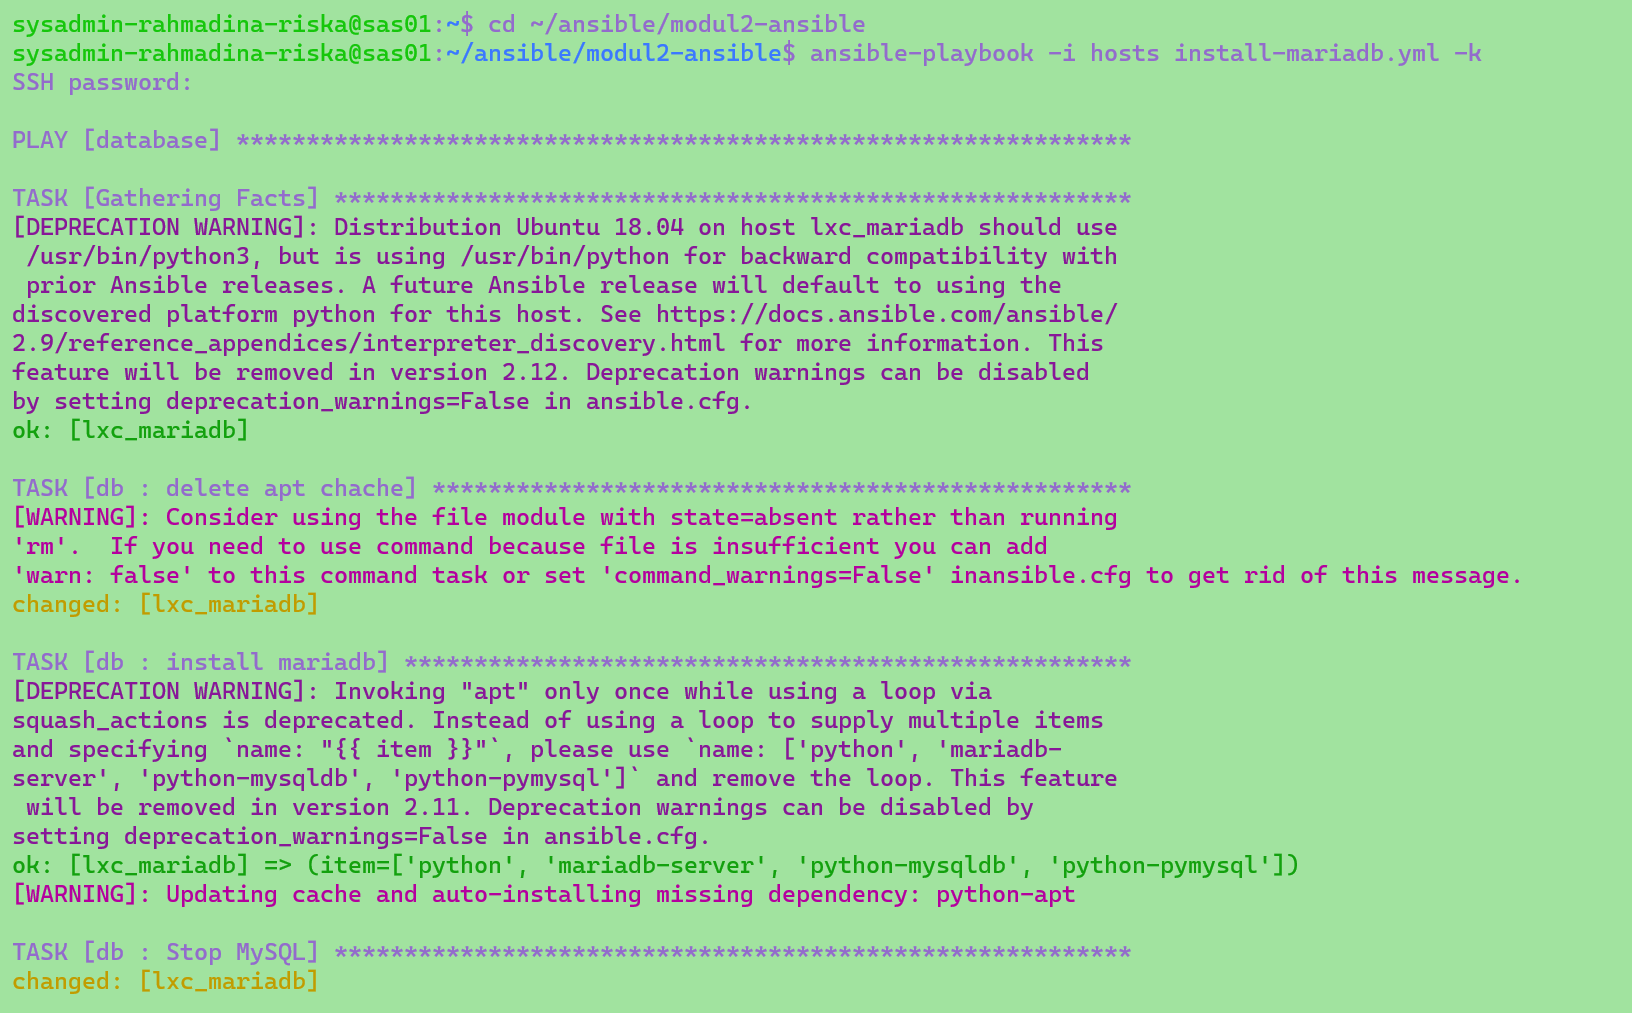 sysadmin-rahmadina-riska@sas01:~$ cd ~/ansible/modul2-ansible
sysadmin-rahmadina-riska@sas01:~/ansible/modul2-ansible$ ansible-playbook -i hosts install-mariadb.yml -k
SSH password:
PLAY [database] ****************************************************************
TASK [Gathering Facts] *********************************************************
[DEPRECATION WARNING]: Distribution Ubuntu 18.04 on host lxc_mariadb should use
 /usr/bin/python3, but is using /usr/bin/python for backward compatibility with
 prior Ansible releases. A future Ansible release will default to using the
discovered platform python for this host. See https://docs.ansible.com/ansible/
2.9/reference_appendices/interpreter_discovery.html for more information. This
feature will be removed in version 2.12. Deprecation warnings can be disabled
by setting deprecation_warnings=False in ansible.cfg.
ok: [lxc_mariadb]
TASK [db : delete apt chache] **************************************************
[WARNING]: Consider using the file module with state=absent rather than running
'rm'.  If you need to use command because file is insufficient you can add
'warn: false' to this command task or set 'command_warnings=False' inansible.cfg to get rid of this message.
changed: [lxc_mariadb]
TASK [db : install mariadb] ****************************************************
[DEPRECATION WARNING]: Invoking "apt" only once while using a loop via
squash_actions is deprecated. Instead of using a loop to supply multiple items
and specifying `name: "{{ item }}"`, please use `name: ['python', 'mariadb-
server', 'python-mysqldb', 'python-pymysql']` and remove the loop. This feature
 will be removed in version 2.11. Deprecation warnings can be disabled by
setting deprecation_warnings=False in ansible.cfg.
ok: [lxc_mariadb] => (item=['python', 'mariadb-server', 'python-mysqldb', 'python-pymysql'])
[WARNING]: Updating cache and auto-installing missing dependency: python-apt
TASK [db : Stop MySQL] *********************************************************
changed: [lxc_mariadb]